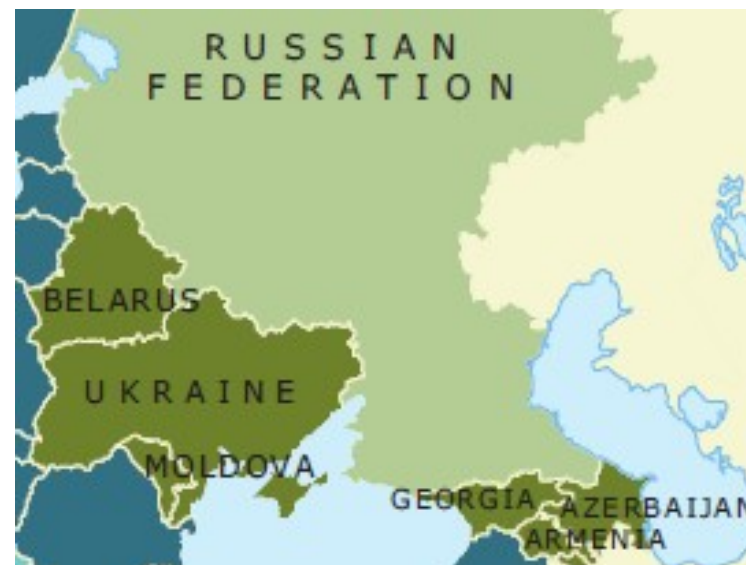 RUSSIAN
FEDERATION
BELARUS
UKRAINE
MOLDOVA
GEORGIA
AZERBAIJAN
ARMENIA